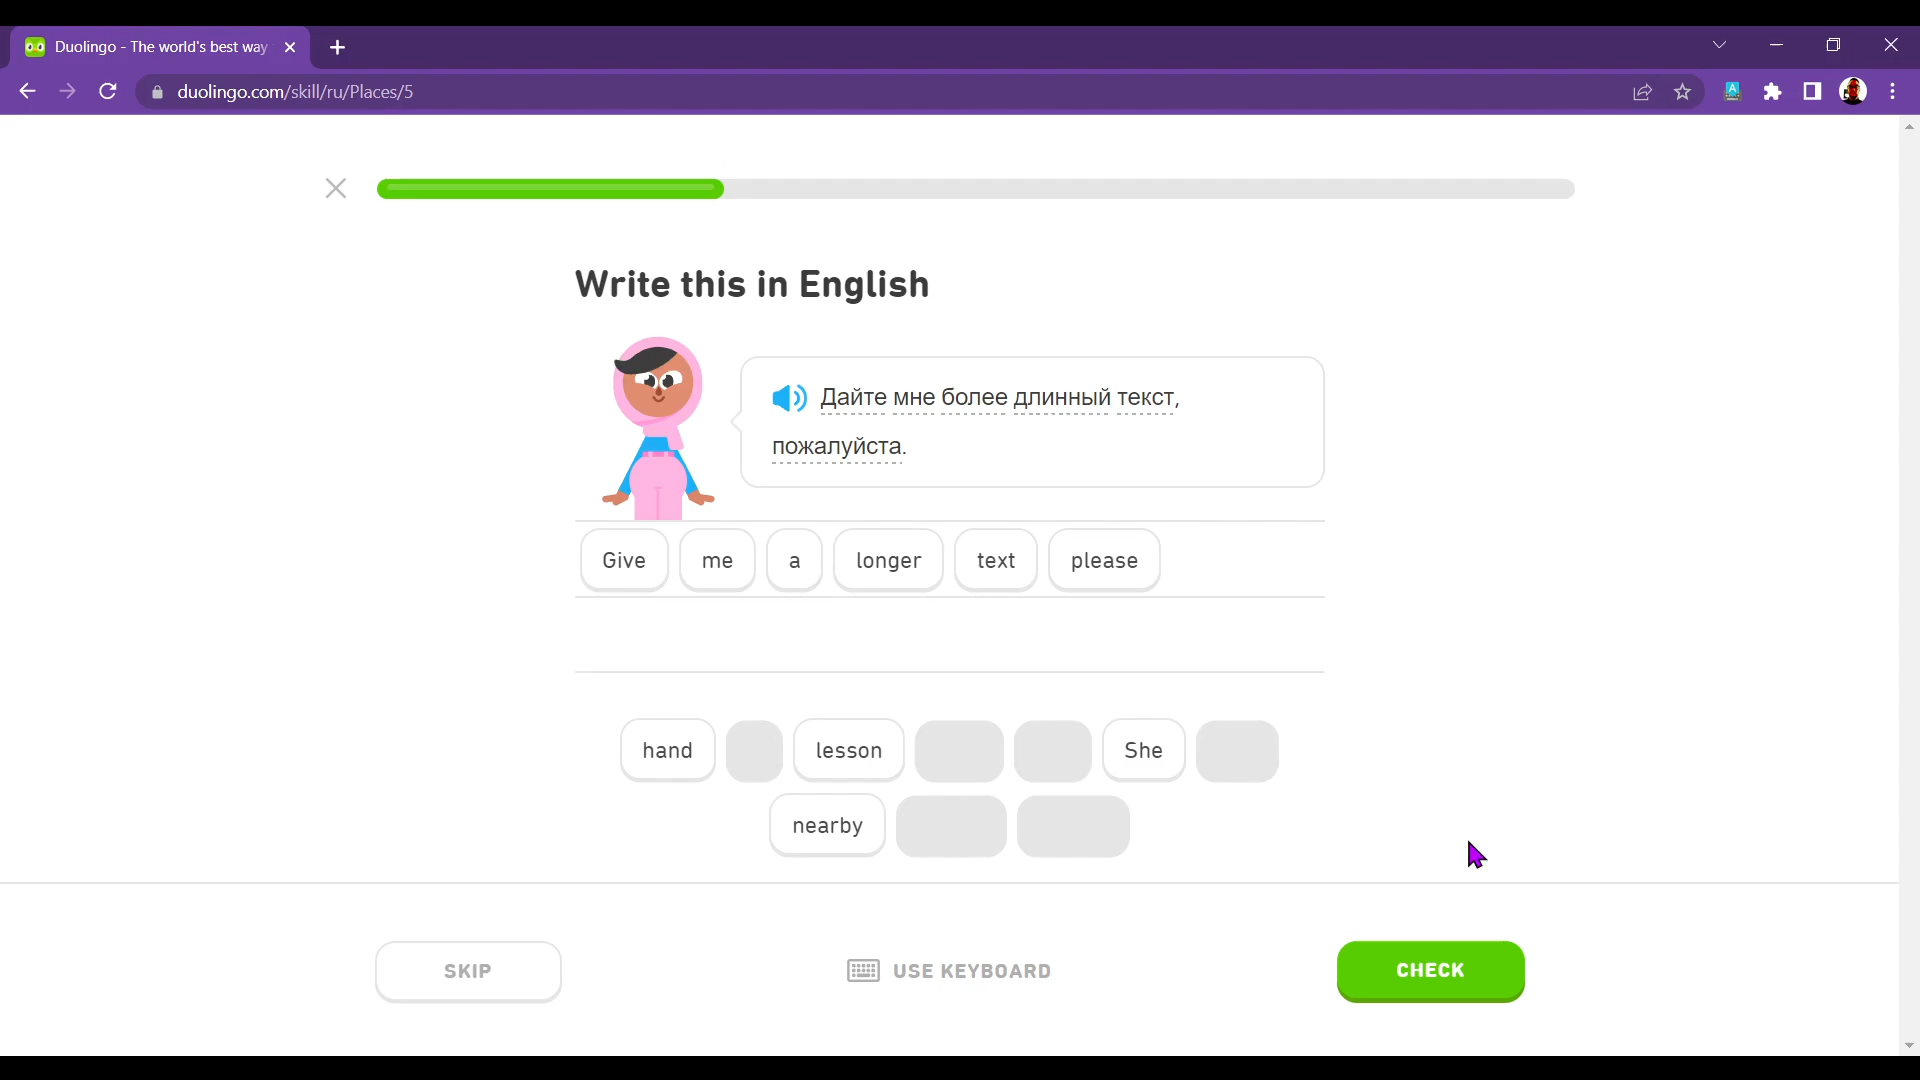 Duolingo - The world's best way
duolingo.com/skill/ru/Places/5
Write this in English
Дайте мне более длинный текст,
пожалуйста.
Give me a longer text please
hand lesson She
nearby
SKIP USE KEYBOARD CHECK